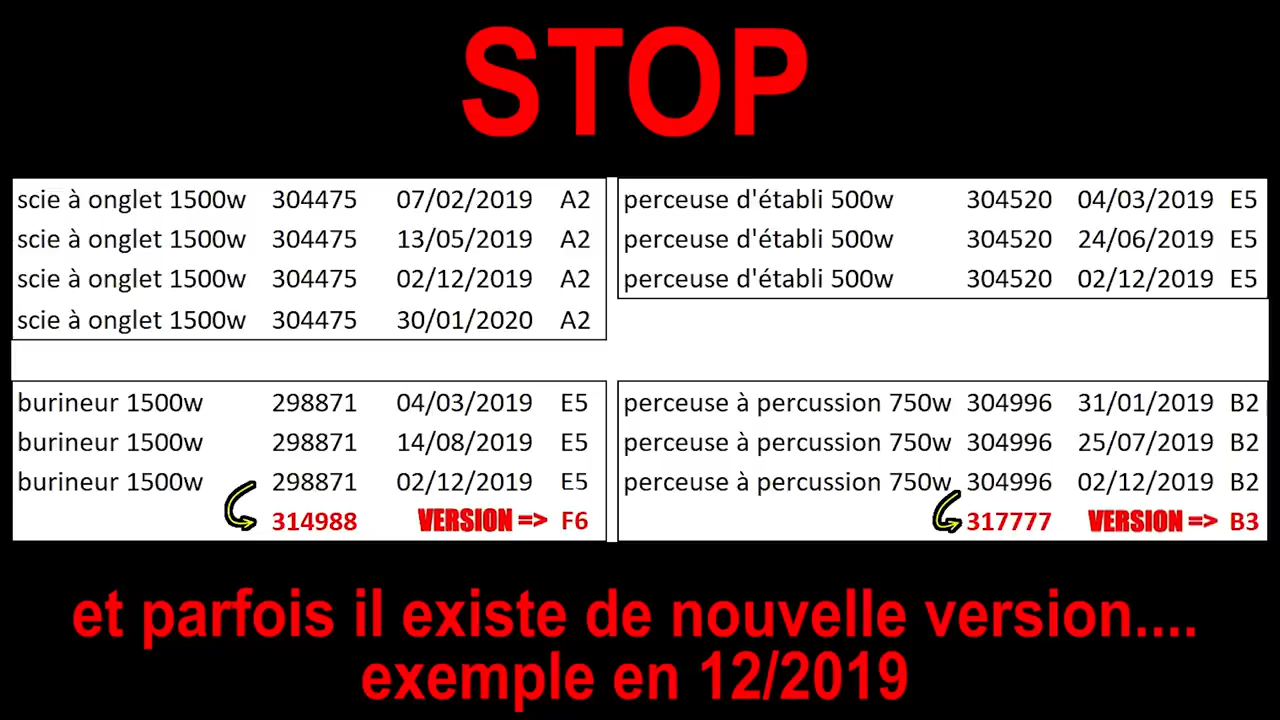 STOP
scie à onglet 1500w 304475 07/02/2019 A2
scie à onglet 1500w 304475 13/05/2019 A2
scie à onglet 1500w 304475 02/12/2019 A2
scie à onglet 1500w 304475 30/01/2020 A2
perceuse d'établi 500w 304520 04/03/2019 E5
perceuse d'établi 500w 304520 24/06/2019 E5
perceuse d'établi 500w 304520 02/12/2019 E5
burineur 1500w 298871 04/03/2019 E5
burineur 1500w 298871 14/08/2019 E5
burineur 1500w 298871 02/12/2019 E5
314988 VERSION => F6
perceuse à percussion 750w 304996 31/01/2019 B2
perceuse à percussion 750w 304996 25/07/2019 B2
perceuse à percussion 750w 304996 02/12/2019 B2
317777 VERSION => B3
et parfois il existe de nouvelle version....
exemple en 12/2019